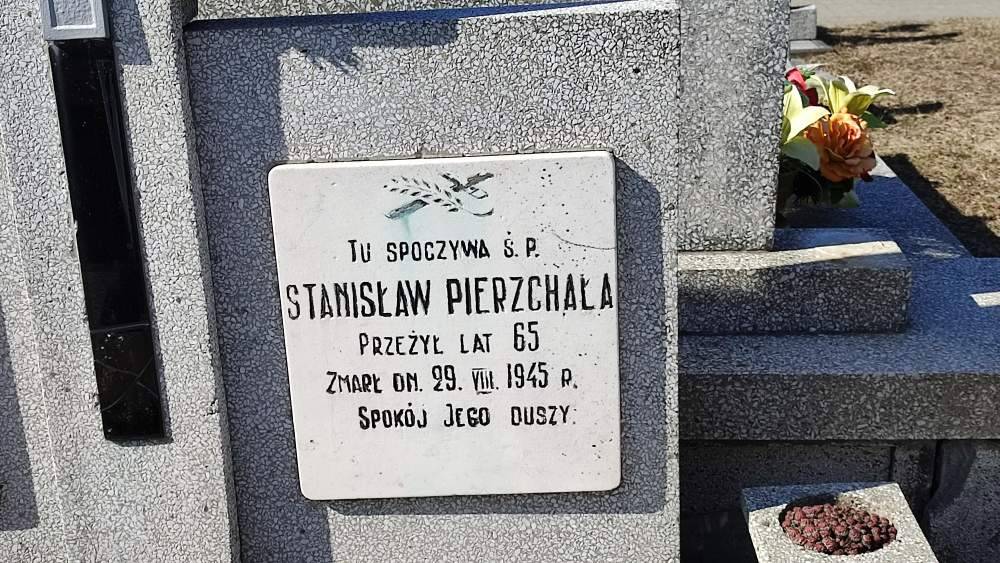 Tu spoczywa ś. p.
Stanisław Pierzchała
Przeżył lat 65
Zmarł dn. 29. VIII. 1945 r.
Spokój Jego duszy.